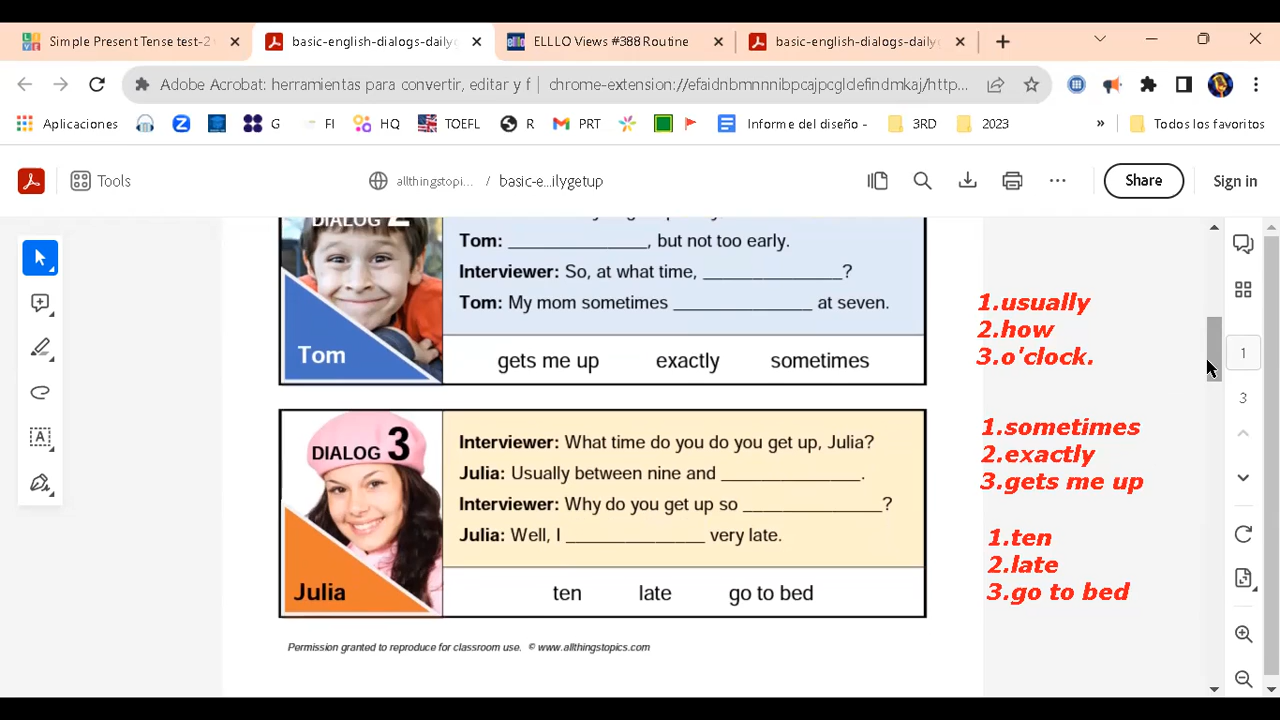 Simple Present Tense test-2
basic-english-dialogs-daily
ELLLO Views #388 Routine
basic-english-dialogs-daily
Adobe Acrobat: herramientas para convertir, editar y f | chrome-extension://efaidnbmnnnibpcajpcglclefindmkaj/http...
Aplicaciones G FI HQ TOEFL R PRT Informe del diseño - 3RD 2023 » Todos los favoritos
Tools allthingstopi... / basic-e...ilygetup Share Sign in
DIALOG 2
Tom: ______________, but not too early.
Interviewer: So, at what time, ______________?
Tom: My mom sometimes ______________ at seven.
Tom
gets me up exactly sometimes
DIALOG 3
Interviewer: What time do you do you get up, Julia?
Julia: Usually between nine and ______________.
Interviewer: Why do you get up so ______________?
Julia: Well, I ______________ very late.
Julia
ten late go to bed
Permission granted to reproduce for classroom use. © www.allthingstopics.com
1.usually
2.how
3.o'clock.
1.sometimes
2.exactly
3.gets me up
1.ten
2.late
3.go to bed
1
3